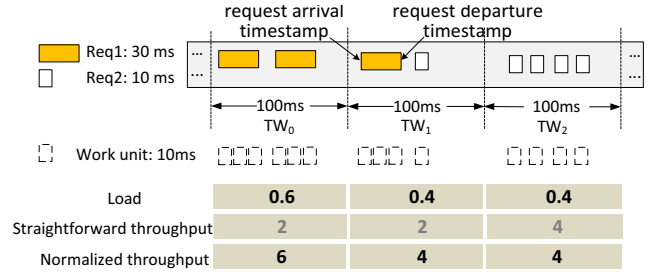 request arrival timestamp
request departure timestamp
Req1: 30 ms
Req2: 10 ms
... ...
... ...
100ms 100ms 100ms
TW0 TW1 TW2
Work unit: 10ms
Load 0.6 0.4 0.4
Straightforward throughput 2 2 4
Normalized throughput 6 4 4